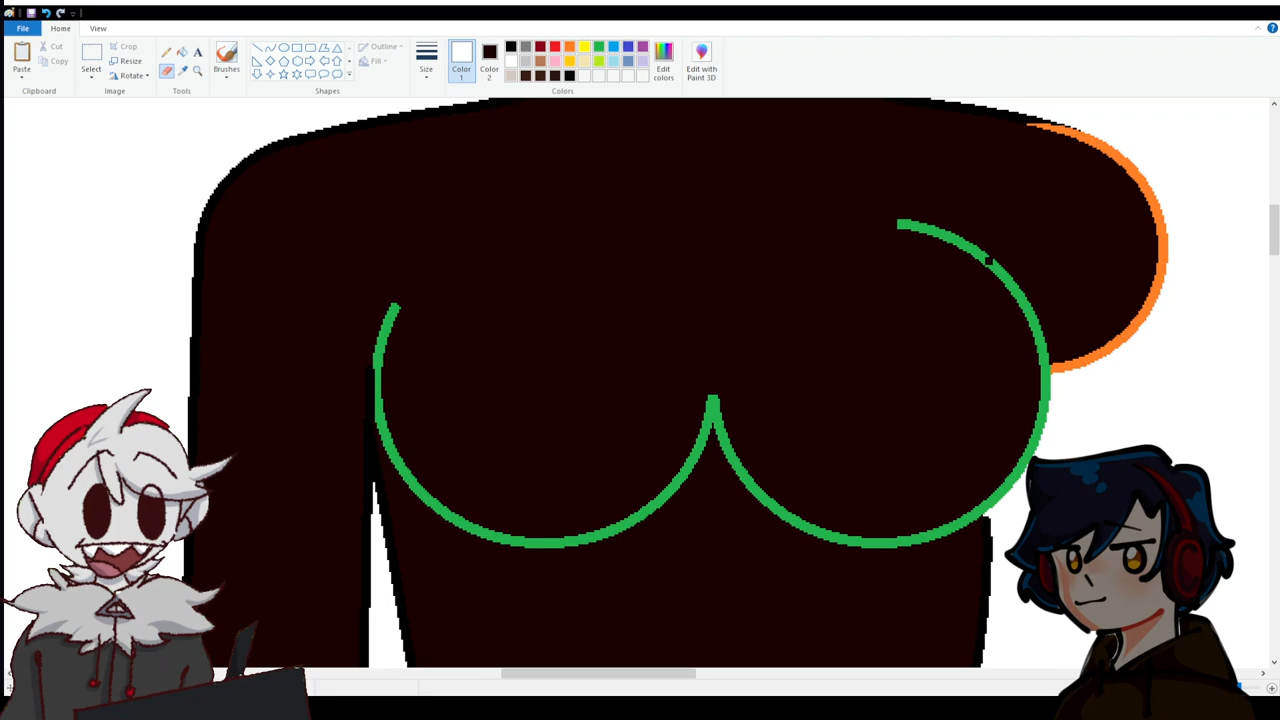 File Home View
Paste
Cut
Copy
Clipboard
Select
Crop
Resize
Rotate
Image
Tools
Brushes
Outline
Fill
Shapes
Size
Color
1
Color
2
Edit
colors
Colors
Edit with
Paint 3D
A